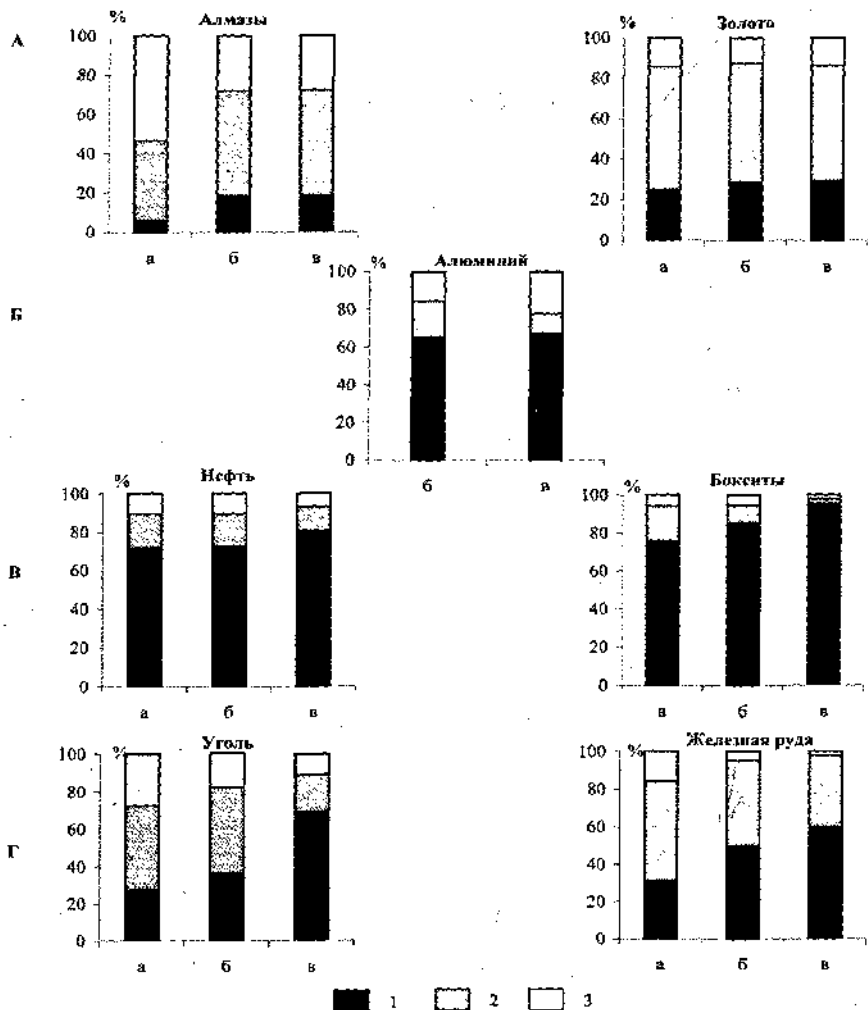 А
% Алмазы
100
80
60
40
20
0
а б в
% Золото
100
80
60
40
20
0
а б в
Б
% Алюминий
100
80
60
40
20
0
б в
В
% Нефть
100
80
60
40
20
0
а б в
% Бокситы
100
80
60
40
20
0
в б в
Г
% Уголь
100
80
60
40
20
0
а б в
% Железная руда
100
80
60
40
20
0
а б в
1 2 3